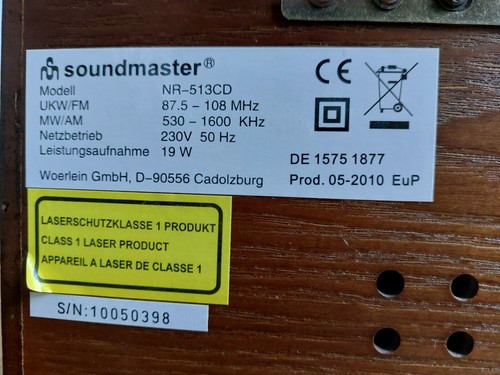 soundmaster®
Modell NR-513CD
UKW/FM 87.5 - 108 MHz
MW/AM 530 - 1600 KHz
Netzbetrieb 230V 50 Hz
Leistungsaufnahme 19 W
Woerlein GmbH, D-90556 Cadolzburg
CE
DE 1575 1877
Prod. 05-2010 EuP
LASERSCHUTZKLASSE 1 PRODUKT
CLASS 1 LASER PRODUCT
APPAREIL A LASER DE CLASSE 1
S/N:10050398